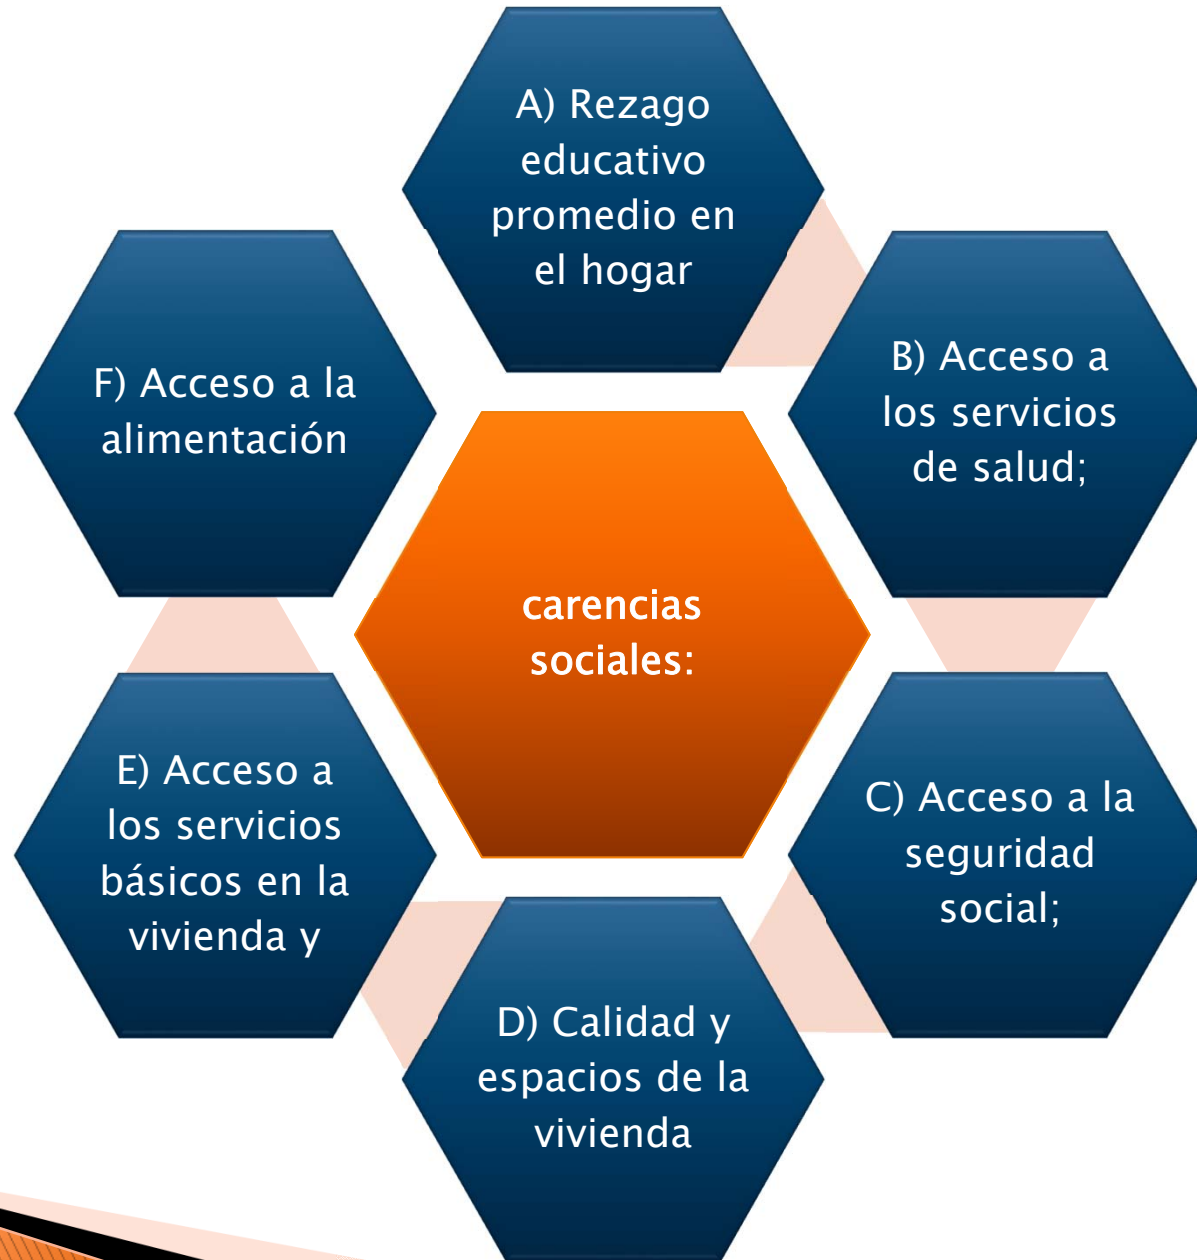 A) Rezago
educativo
promedio en
el hogar
B) Acceso a
los servicios
de salud;
C) Acceso a la
seguridad
social;
D) Calidad y
espacios de la
vivienda
E) Acceso a
los servicios
básicos en la
vivienda y
F) Acceso a la
alimentación
carencias
sociales: